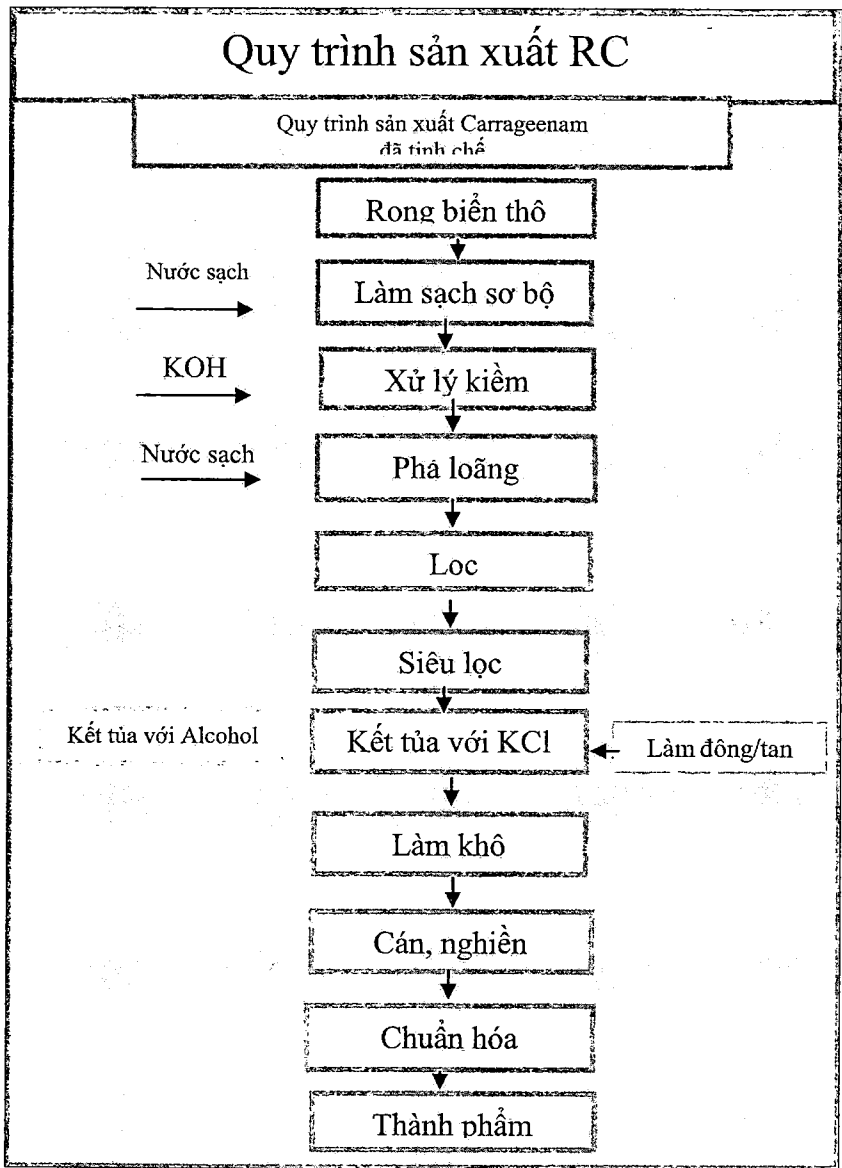 Quy trình sản xuất RC
Quy trình sản xuất Carrageenam
đã tinh chế
Rong biển thô
Nước sạch
Làm sạch sơ bộ
KOH
Xử lý kiềm
Nước sạch
Pha loãng
Loc
Siêu lọc
Kết tủa với Alcohol
Kết tủa với KCl
Làm đông/tan
Làm khô
Cán, nghiền
Chuẩn hóa
Thành phẩm